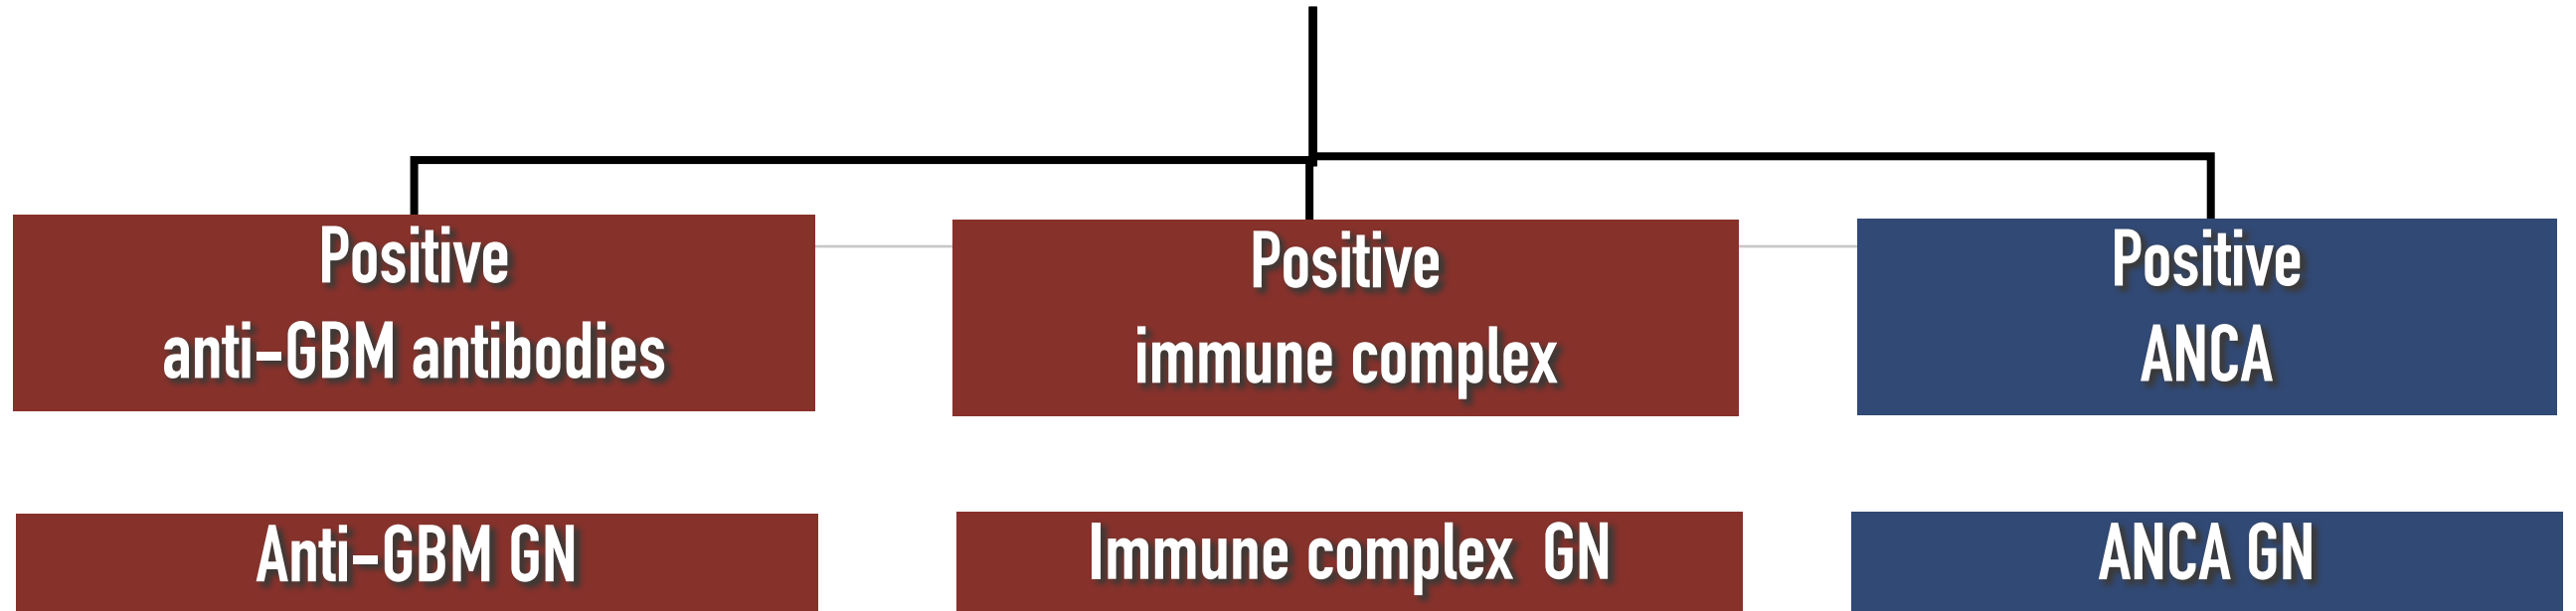 Positive
anti-GBM antibodies
Positive
immune complex
Positive
ANCA
Anti-GBM GN
Immune complex GN
ANCA GN